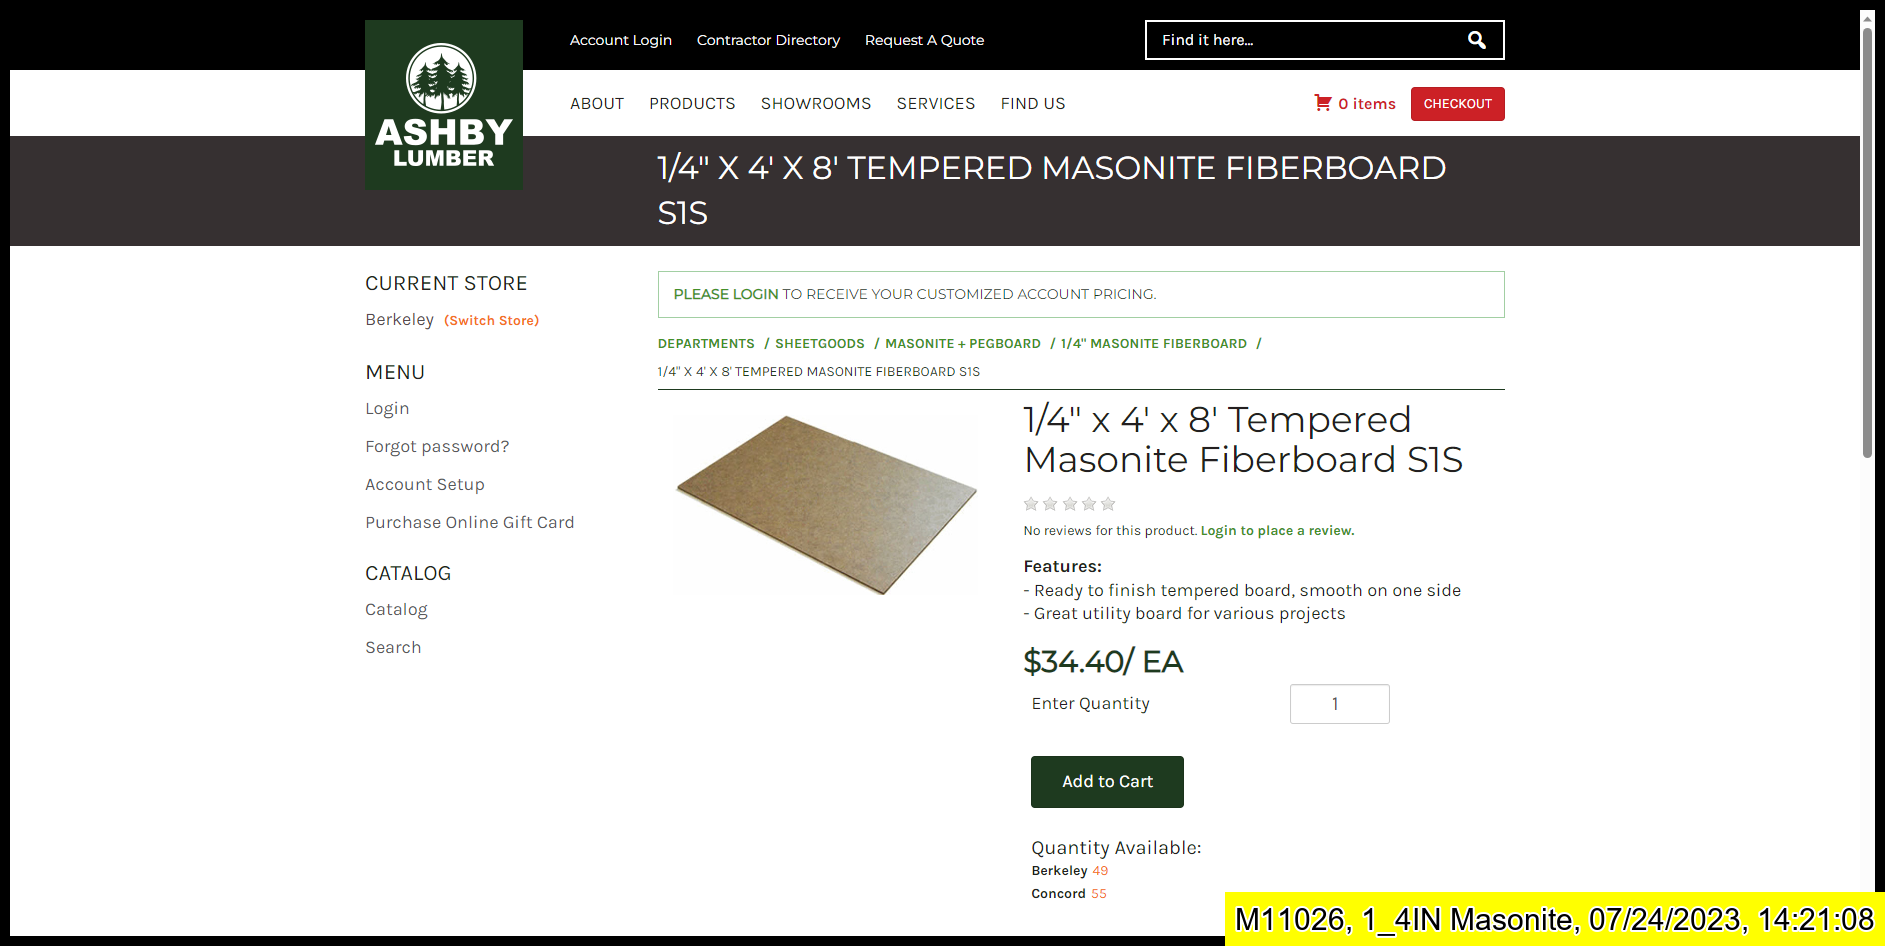 Account Login Contractor Directory Request A Quote Find it here...
ASHBY
LUMBER
ABOUT PRODUCTS SHOWROOMS SERVICES FIND US 0 items CHECKOUT
1/4" X 4' X 8' TEMPERED MASONITE FIBERBOARD
S1S
CURRENT STORE
Berkeley (Switch Store)
MENU
Login
Forgot password?
Account Setup
Purchase Online Gift Card
CATALOG
Catalog
Search
PLEASE LOGIN TO RECEIVE YOUR CUSTOMIZED ACCOUNT PRICING.
DEPARTMENTS / SHEETGOODS / MASONITE + PEGBOARD / 1/4" MASONITE FIBERBOARD /
1/4" X 4' X 8' TEMPERED MASONITE FIBERBOARD S1S
1/4" x 4' x 8' Tempered
Masonite Fiberboard S1S
No reviews for this product. Login to place a review.
Features:
- Ready to finish tempered board, smooth on one side
- Great utility board for various projects
$34.40/ EA
Enter Quantity 1
Add to Cart
Quantity Available:
Berkeley 49
Concord 55
M11026, 1_4IN Masonite, 07/24/2023, 14:21:08